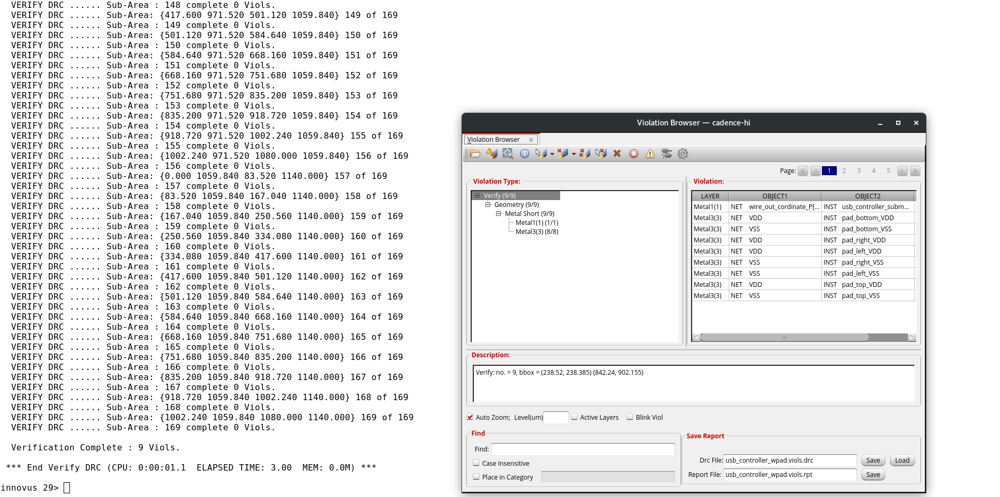 VERIFY DRC ...... Sub-Area : 148 complete 0 Viols.
VERIFY DRC ...... Sub-Area: {417.600 971.520 501.120 1059.840} 149 of 169
VERIFY DRC ...... Sub-Area : 149 complete 0 Viols.
VERIFY DRC ...... Sub-Area: {501.120 971.520 584.640 1059.840} 150 of 169
VERIFY DRC ...... Sub-Area : 150 complete 0 Viols.
VERIFY DRC ...... Sub-Area: {584.640 971.520 668.160 1059.840} 151 of 169
VERIFY DRC ...... Sub-Area : 151 complete 0 Viols.
VERIFY DRC ...... Sub-Area: {668.160 971.520 751.680 1059.840} 152 of 169
VERIFY DRC ...... Sub-Area : 152 complete 0 Viols.
VERIFY DRC ...... Sub-Area: {751.680 971.520 835.200 1059.840} 153 of 169
VERIFY DRC ...... Sub-Area : 153 complete 0 Viols.
VERIFY DRC ...... Sub-Area: {835.200 971.520 918.720 1059.840} 154 of 169
VERIFY DRC ...... Sub-Area : 154 complete 0 Viols.
VERIFY DRC ...... Sub-Area: {918.720 971.520 1002.240 1059.840} 155 of 169
VERIFY DRC ...... Sub-Area : 155 complete 0 Viols.
VERIFY DRC ...... Sub-Area: {1002.240 971.520 1080.000 1059.840} 156 of 169
VERIFY DRC ...... Sub-Area : 156 complete 0 Viols.
VERIFY DRC ...... Sub-Area: {0.000 1059.840 83.520 1140.000} 157 of 169
VERIFY DRC ...... Sub-Area : 157 complete 0 Viols.
VERIFY DRC ...... Sub-Area: {83.520 1059.840 167.040 1140.000} 158 of 169
VERIFY DRC ...... Sub-Area : 158 complete 0 Viols.
VERIFY DRC ...... Sub-Area: {167.040 1059.840 250.560 1140.000} 159 of 169
VERIFY DRC ...... Sub-Area : 159 complete 0 Viols.
VERIFY DRC ...... Sub-Area: {250.560 1059.840 334.080 1140.000} 160 of 169
VERIFY DRC ...... Sub-Area : 160 complete 0 Viols.
VERIFY DRC ...... Sub-Area: {334.080 1059.840 417.600 1140.000} 161 of 169
VERIFY DRC ...... Sub-Area : 161 complete 0 Viols.
VERIFY DRC ...... Sub-Area: {417.600 1059.840 501.120 1140.000} 162 of 169
VERIFY DRC ...... Sub-Area : 162 complete 0 Viols.
VERIFY DRC ...... Sub-Area: {501.120 1059.840 584.640 1140.000} 163 of 169
VERIFY DRC ...... Sub-Area : 163 complete 0 Viols.
VERIFY DRC ...... Sub-Area: {584.640 1059.840 668.160 1140.000} 164 of 169
VERIFY DRC ...... Sub-Area : 164 complete 0 Viols.
VERIFY DRC ...... Sub-Area: {668.160 1059.840 751.680 1140.000} 165 of 169
VERIFY DRC ...... Sub-Area : 165 complete 0 Viols.
VERIFY DRC ...... Sub-Area: {751.680 1059.840 835.200 1140.000} 166 of 169
VERIFY DRC ...... Sub-Area : 166 complete 0 Viols.
VERIFY DRC ...... Sub-Area: {835.200 1059.840 918.720 1140.000} 167 of 169
VERIFY DRC ...... Sub-Area : 167 complete 0 Viols.
VERIFY DRC ...... Sub-Area: {918.720 1059.840 1002.240 1140.000} 168 of 169
VERIFY DRC ...... Sub-Area : 168 complete 0 Viols.
VERIFY DRC ...... Sub-Area: {1002.240 1059.840 1080.000 1140.000} 169 of 169
VERIFY DRC ...... Sub-Area : 169 complete 0 Viols.
Verification Complete : 9 Viols.
*** End Verify DRC (CPU: 0:00:01.1  ELAPSED TIME: 3.00  MEM: 0.0M) ***
innovus 29>
Violation Browser — cadence-hi
Violation Browser
Page: 1 2 3 4 5
Violation Type:
Verify (9/9)
Geometry (9/9)
Metal Short (9/9)
Metal1(1) (1/1)
Metal3(3) (8/8)
Violation:
LAYER OBJECT1 OBJECT2
Metal1(1) NET wire_out_cordinate_P[... INST usb_controller_subm...
Metal3(3) NET VDD INST pad_bottom_VDD
Metal3(3) NET VSS INST pad_bottom_VSS
Metal3(3) NET VDD INST pad_right_VDD
Metal3(3) NET VDD INST pad_left_VDD
Metal3(3) NET VSS INST pad_right_VSS
Metal3(3) NET VSS INST pad_left_VSS
Metal3(3) NET VDD INST pad_top_VDD
Metal3(3) NET VSS INST pad_top_VSS
Description:
Verify: no. = 9, bbox = (238.52, 238.385) (842.24, 902.155)
Auto Zoom; Level(um) Active Layers Blink Viol
Find
Find:
Case Insensitive
Place in Category
Save Report
Drc File: usb_controller_wpad.viols.drc Save Load
Report File: usb_controller_wpad.viols.rpt Save